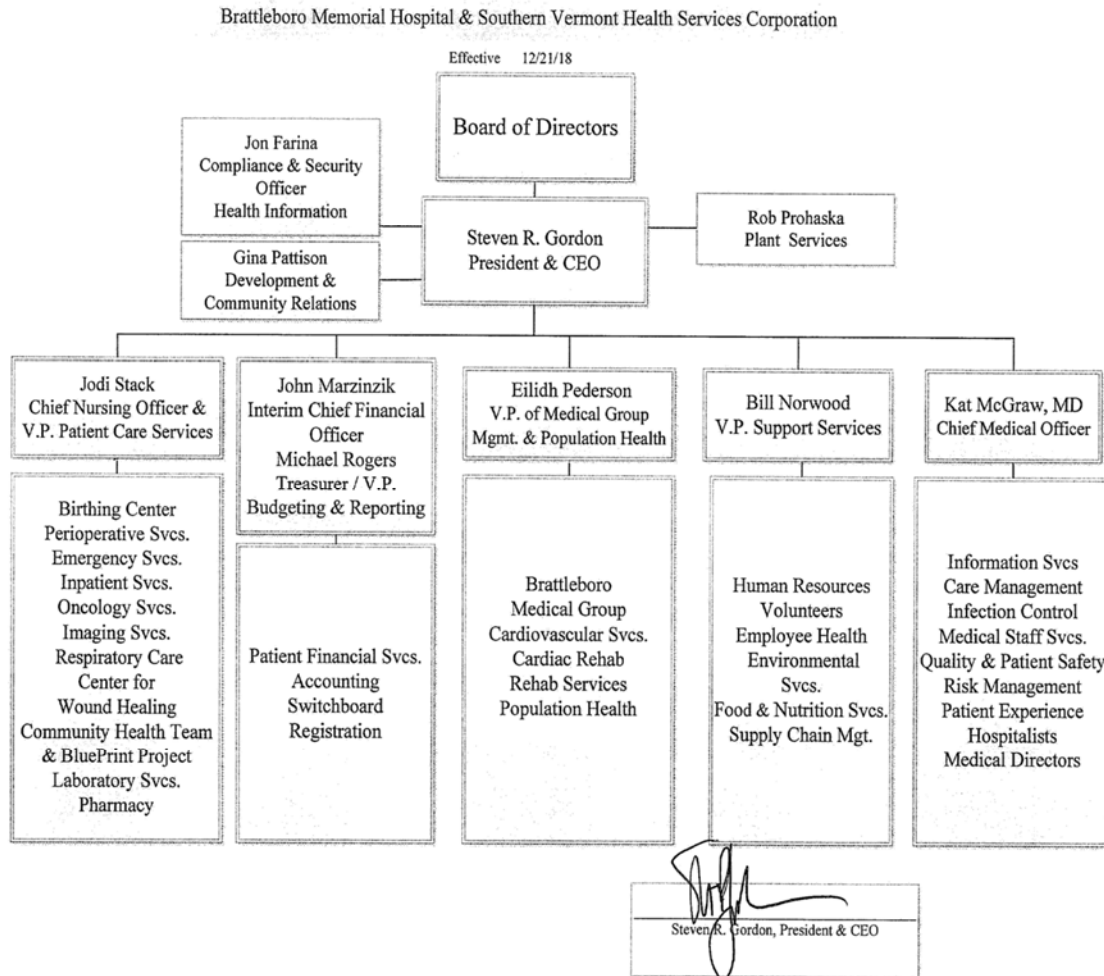 Brattleboro Memorial Hospital & Southern Vermont Health Services Corporation
Effective 12/21/18
Board of Directors
Jon Farina
Compliance & Security
Officer
Health Information
Gina Pattison
Development &
Community Relations
Steven R. Gordon
President & CEO
Rob Prohaska
Plant Services
Jodi Stack
Chief Nursing Officer &
V.P. Patient Care Services
Birthing Center
Perioperative Svcs.
Emergency Svcs.
Inpatient Svcs.
Oncology Svcs.
Imaging Svcs.
Respiratory Care
Center for
Wound Healing
Community Health Team
& BluePrint Project
Laboratory Svcs.
Pharmacy
John Marzinzik
Interim Chief Financial
Officer
Michael Rogers
Treasurer / V.P.
Budgeting & Reporting
Patient Financial Svcs.
Accounting
Switchboard
Registration
Eilidh Pederson
V.P. of Medical Group
Mgmt. & Population Health
Brattleboro
Medical Group
Cardiovascular Svcs.
Cardiac Rehab
Rehab Services
Population Health
Bill Norwood
V.P. Support Services
Human Resources
Volunteers
Employee Health
Environmental
Svcs.
Food & Nutrition Svcs.
Supply Chain Mgt.
Kat McGraw, MD
Chief Medical Officer
Information Svcs
Care Management
Infection Control
Medical Staff Svcs.
Quality & Patient Safety
Risk Management
Patient Experience
Hospitalists
Medical Directors
Steven R. Gordon, President & CEO